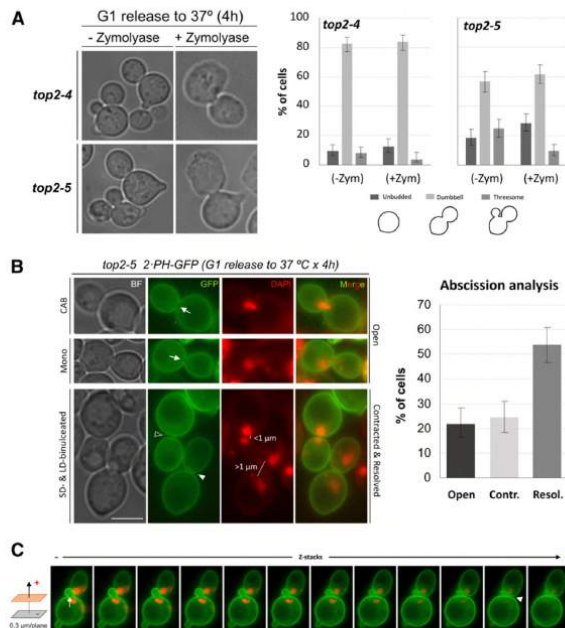 A
G1 release to 37º (4h)
- Zymolyase
+ Zymolyase
top2-4
top2-5
% of cells
100
80
60
40
20
0
top2-4
top2-5
(-Zym)
(+Zym)
(-Zym)
(+Zym)
Unbudded
Dumbbell
Threesome
B
top2-5 2·PH-GFP (G1 release to 37 ºC x 4h)
CAB
BF
GFP
DAPI
Merge
Mono
Open
SD- & LD-binulceated
<1 µm
>1 µm
Contracted & Resolved
Abscission analysis
% of cells
70
60
50
40
30
20
10
0
Open
Contr.
Resol.
C
-
Z-stacks
+
0.3 µm/plane